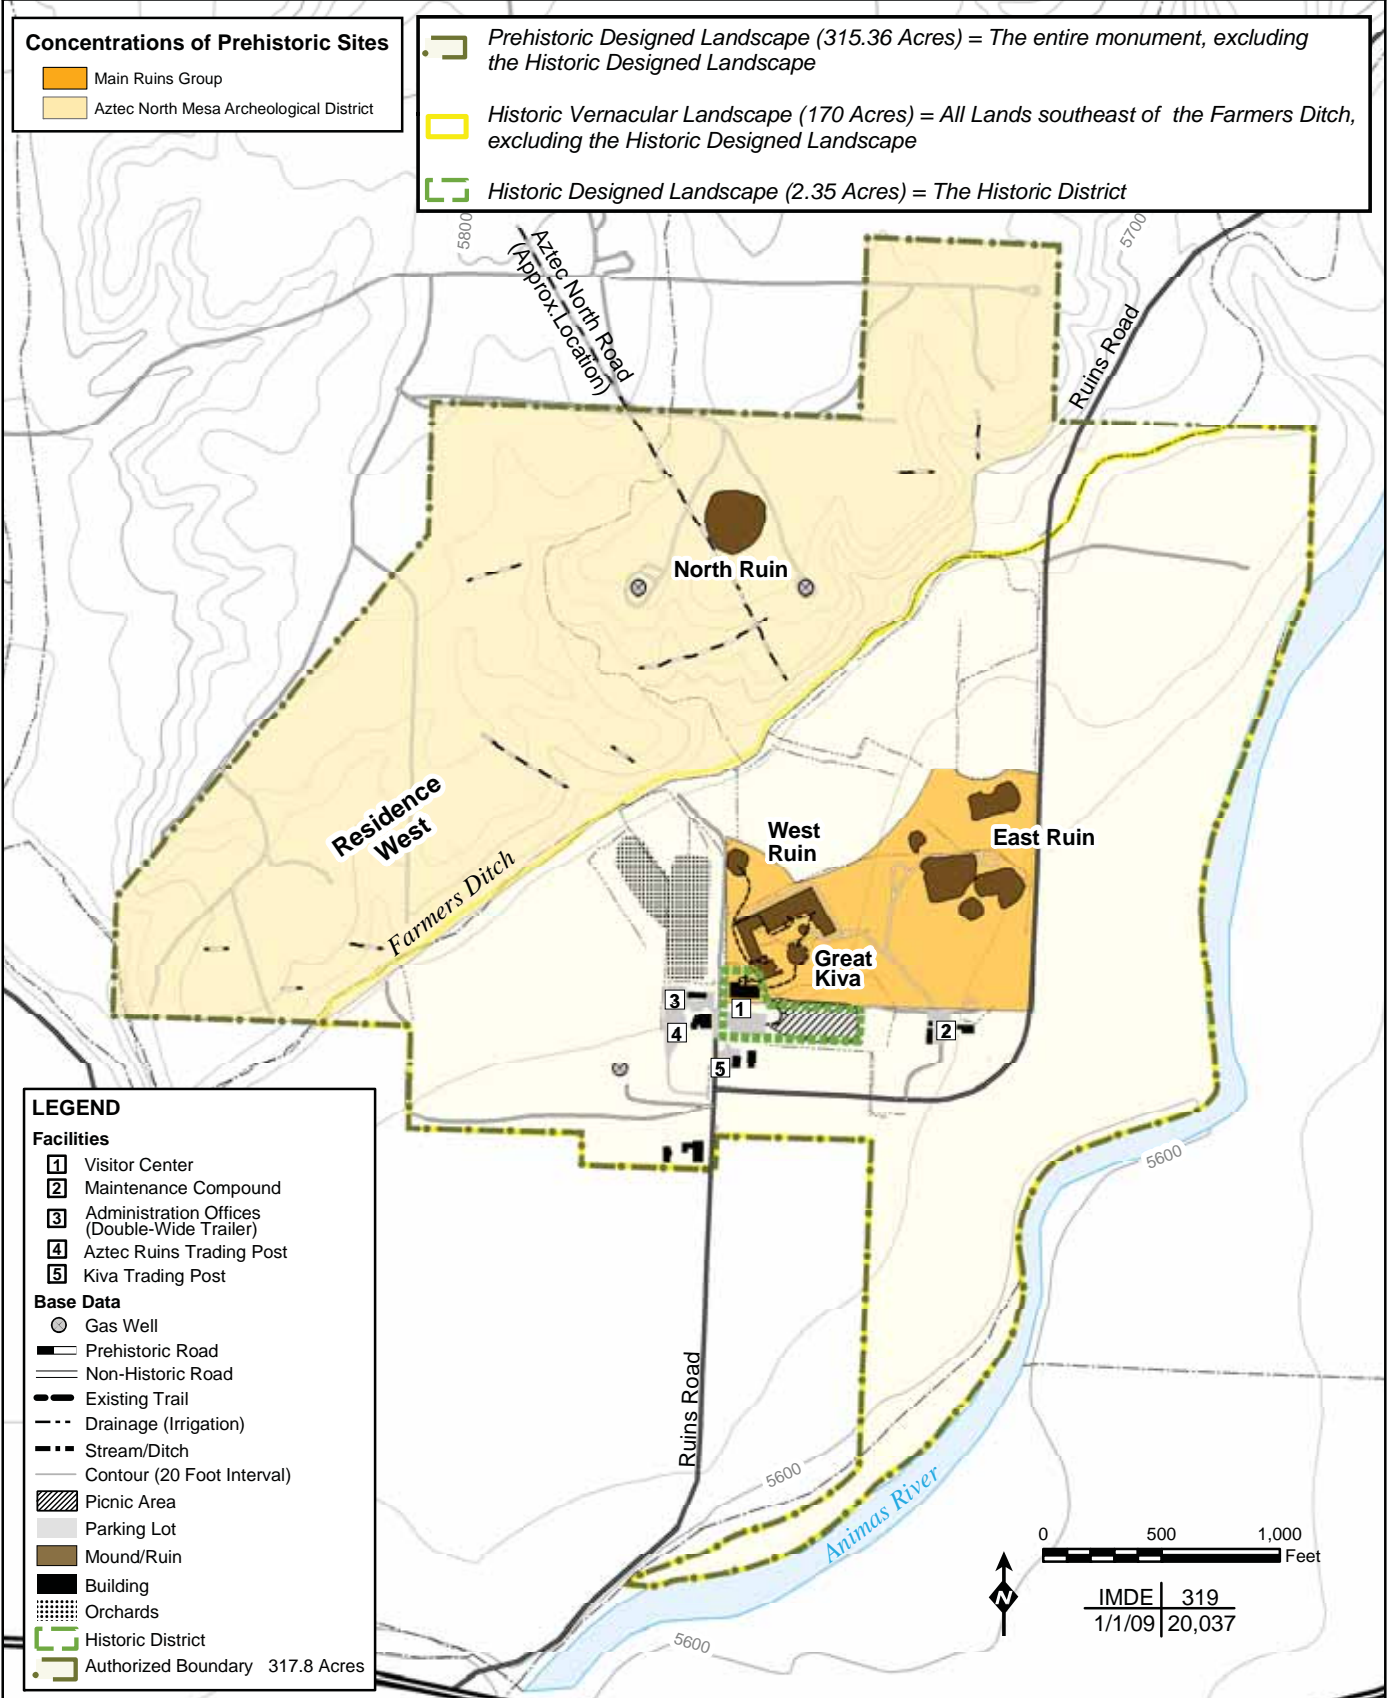 Concentrations of Prehistoric Sites
Main Ruins Group
Aztec North Mesa Archeological District
Prehistoric Designed Landscape (315.36 Acres) = The entire monument, excluding
the Historic Designed Landscape
Historic Vernacular Landscape (170 Acres) = All Lands southeast of the Farmers Ditch,
excluding the Historic Designed Landscape
Historic Designed Landscape (2.35 Acres) = The Historic District
5800
5700
Aztec North Road
(Approx.Location)
Ruins Road
North Ruin
Residence
West
Farmers Ditch
West
Ruin
East Ruin
Great
Kiva
1
2
3
4
5
5600
Ruins Road
5600
Animas River
5600
LEGEND
Facilities
1 Visitor Center
2 Maintenance Compound
3 Administration Offices
(Double-Wide Trailer)
4 Aztec Ruins Trading Post
5 Kiva Trading Post
Base Data
Gas Well
Prehistoric Road
Non-Historic Road
Existing Trail
Drainage (Irrigation)
Stream/Ditch
Contour (20 Foot Interval)
Picnic Area
Parking Lot
Mound/Ruin
Building
Orchards
Historic District
Authorized Boundary 317.8 Acres
0 500 1,000
Feet
N
IMDE 319
1/1/09 20,037